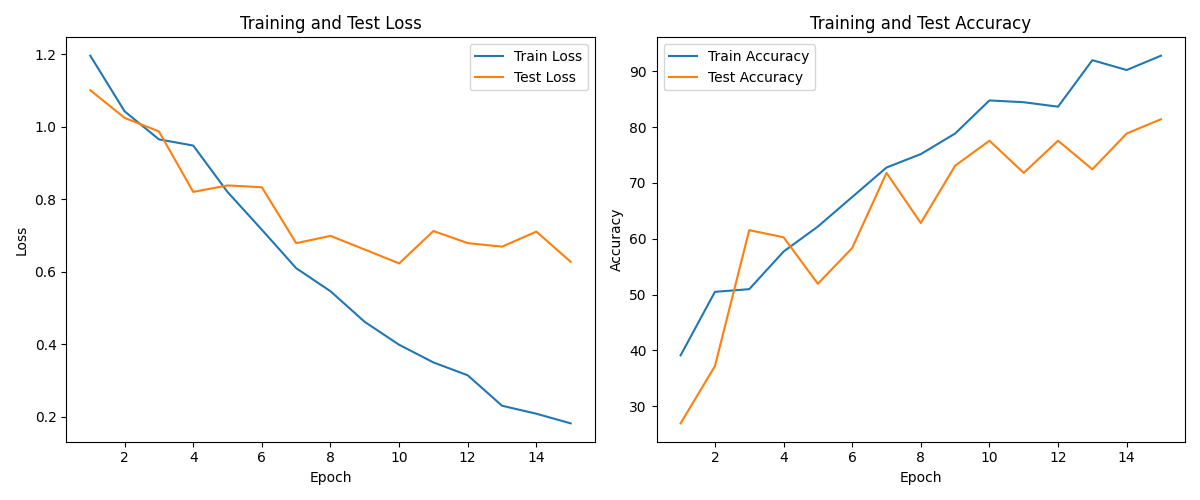 Training and Test Loss
Train Loss
Test Loss
1.2
1.0
0.8
0.6
0.4
0.2
Loss
2 4 6 8 10 12 14
Epoch
Training and Test Accuracy
Train Accuracy
Test Accuracy
90
80
70
60
50
40
30
Accuracy
2 4 6 8 10 12 14
Epoch